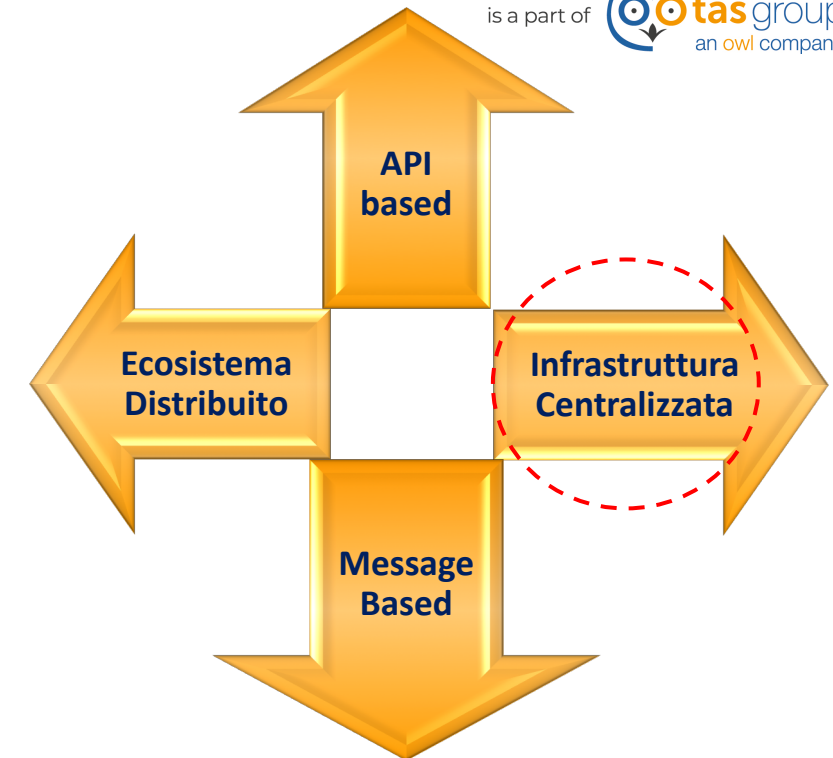 is a part of
tas group
an owl compan
API
based
Ecosistema
Distribuito
Infrastruttura
Centralizzata
Message
Based